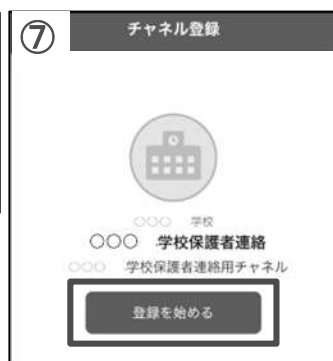 ⑦
チャネル登録
○○○ 学校
○○○ 学校保護者連絡
○○○ 学校保護者連絡用チャネル
登録を始める